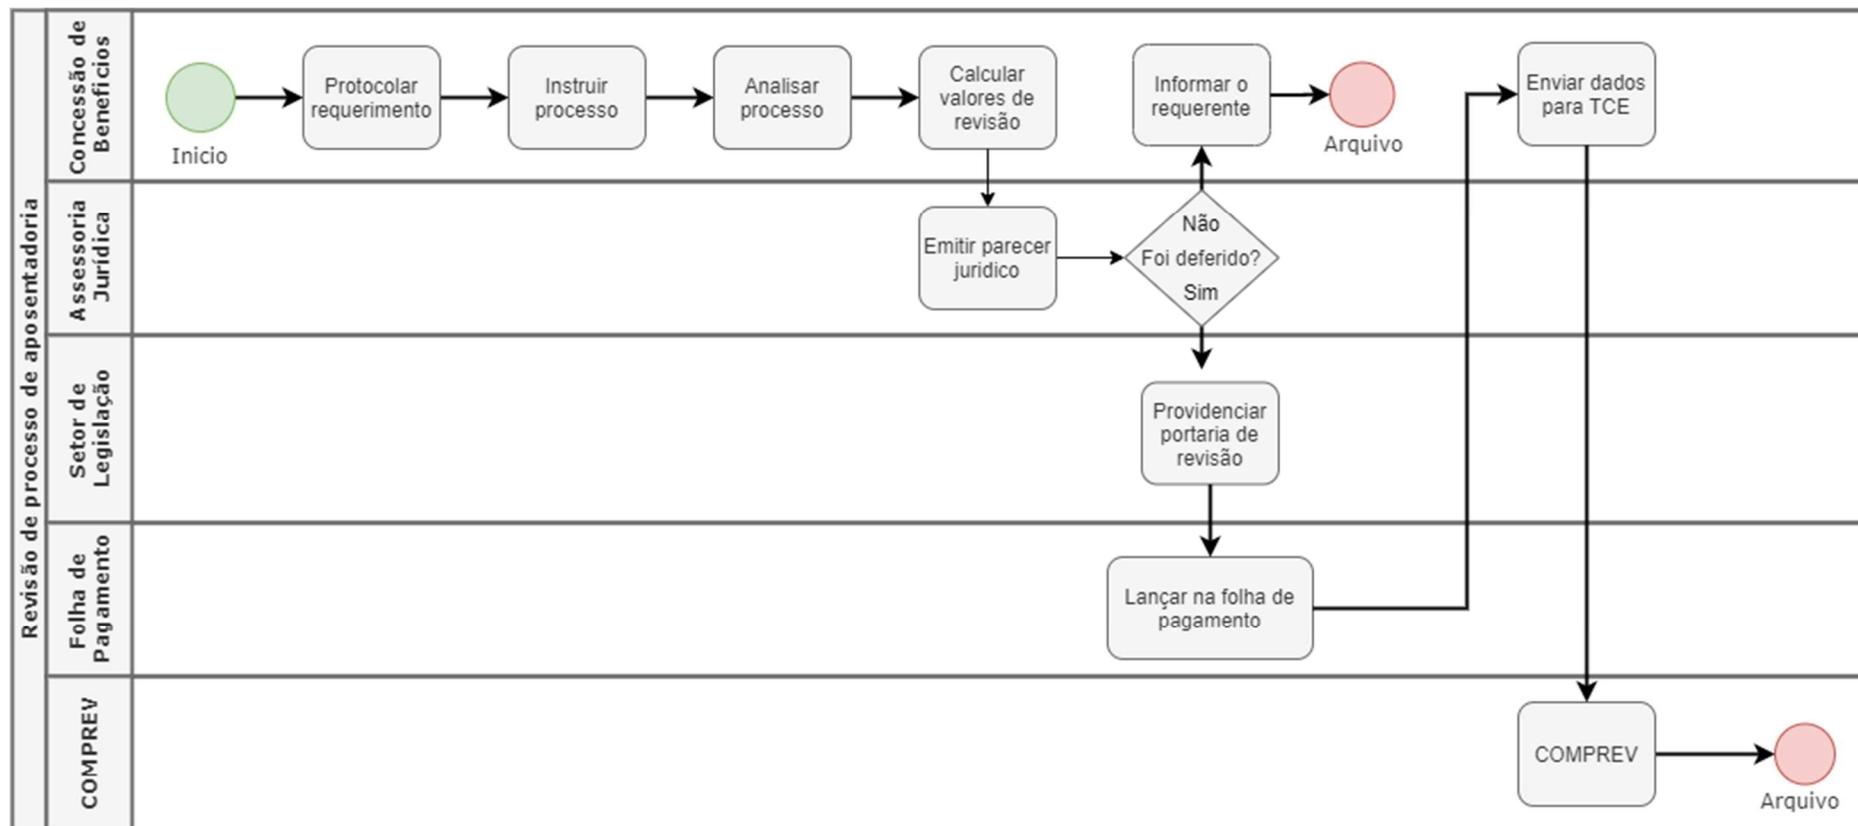 Revisão de processo de aposentadoria
Concessão de
Benefícios
Inicio
Protocolar
requerimento
Instruir
processo
Analisar
processo
Calcular
valores de
revisão
Informar o
requerente
Arquivo
Enviar dados
para TCE
Assessoria
Jurídica
Emitir parecer
juridico
Não
Foi deferido?
Sim
Setor de
Legislação
Providenciar
portaria de
revisão
Folha de
Pagamento
Lançar na folha de
pagamento
COMPREV
COMPREV
Arquivo